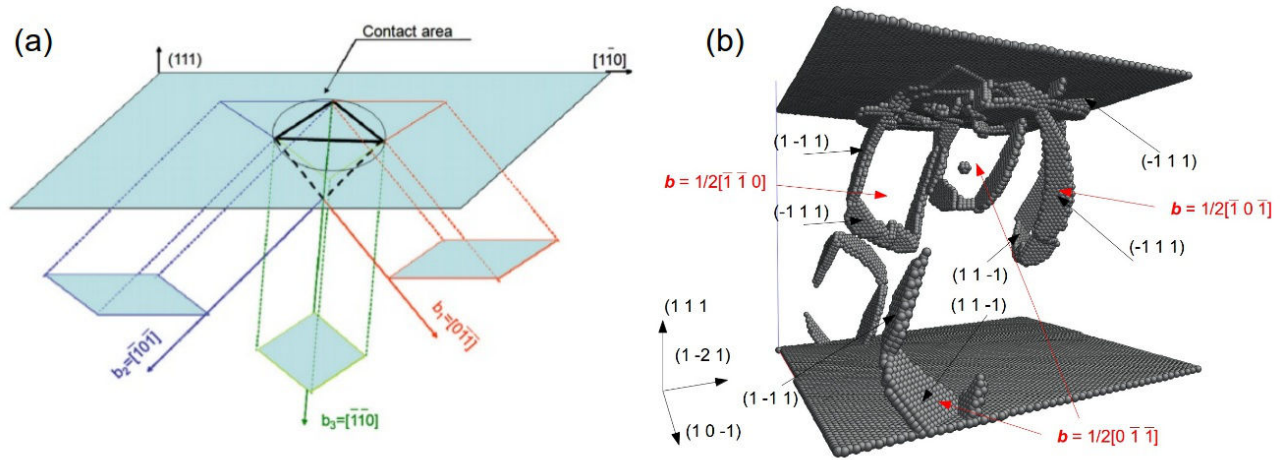 (a)
Contact area
(111)
[11̄0]
b₁=[01̄1̄]
b₂=[1̄01̄]
b₃=[1̄1̄0]
(b)
(1 -1 1)
(-1 1 1)
b = 1/2[1̄ 1̄ 0]
b = 1/2[1̄ 0 1̄]
(-1 1 1)
(-1 1 1)
(1 1 -1)
(1 1 -1)
(1 1 1
(1 -2 1)
(1 -1 1)
(1 0 -1)
b = 1/2[0 1̄ 1̄]